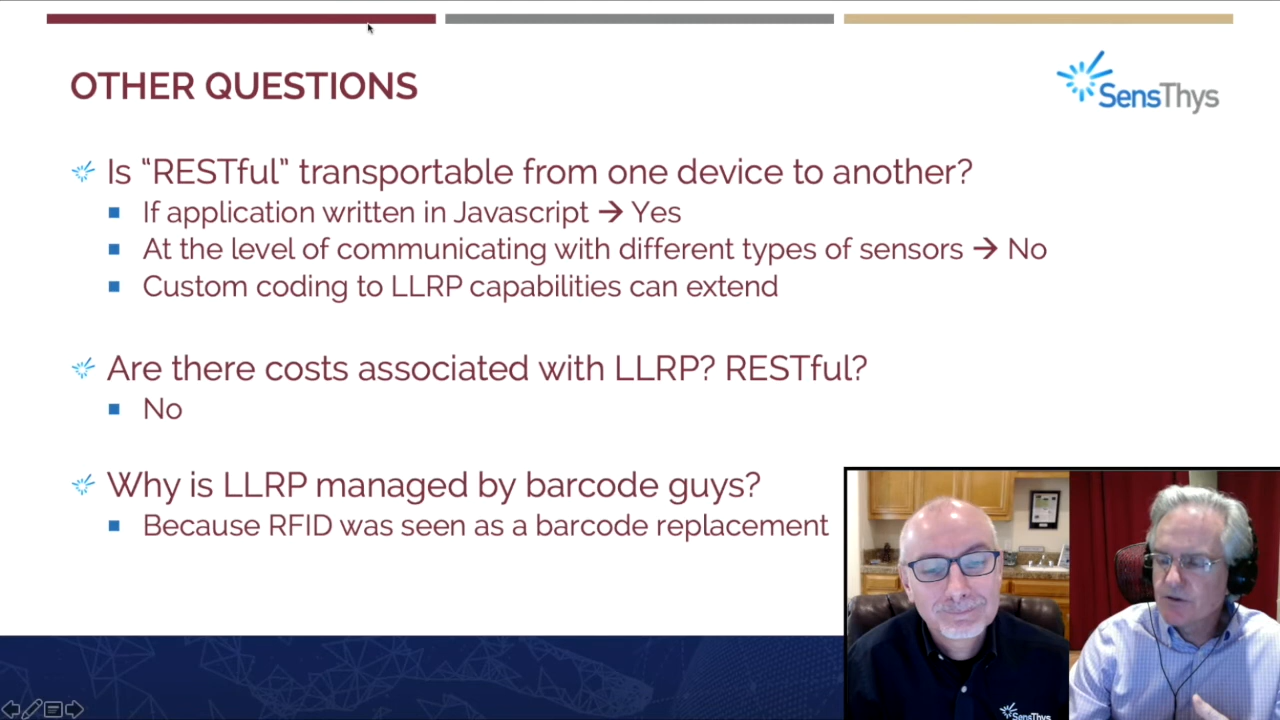 OTHER QUESTIONS
SensThys
Is “RESTful” transportable from one device to another?
If application written in Javascript → Yes
At the level of communicating with different types of sensors → No
Custom coding to LLRP capabilities can extend
Are there costs associated with LLRP? RESTful?
No
Why is LLRP managed by barcode guys?
Because RFID was seen as a barcode replacement
SensThys